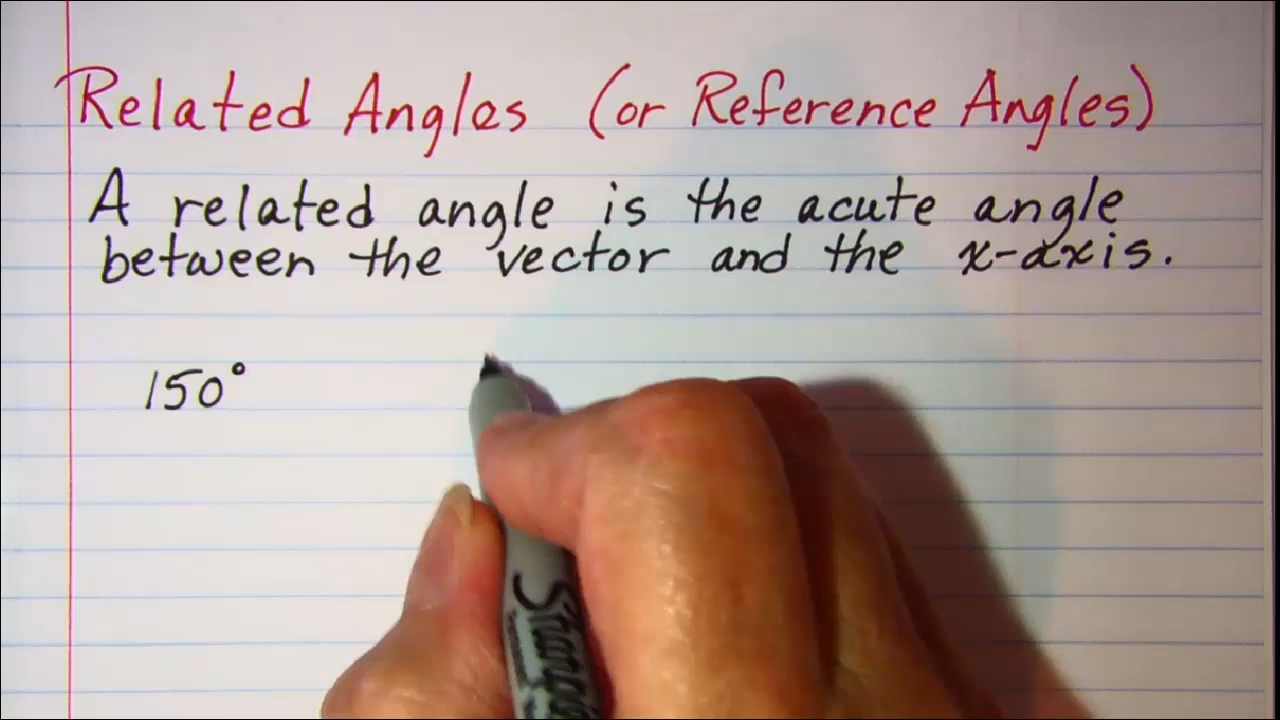 Related Angles (or Reference Angles)
A related angle is the acute angle
between the vector and the x-axis.
150°